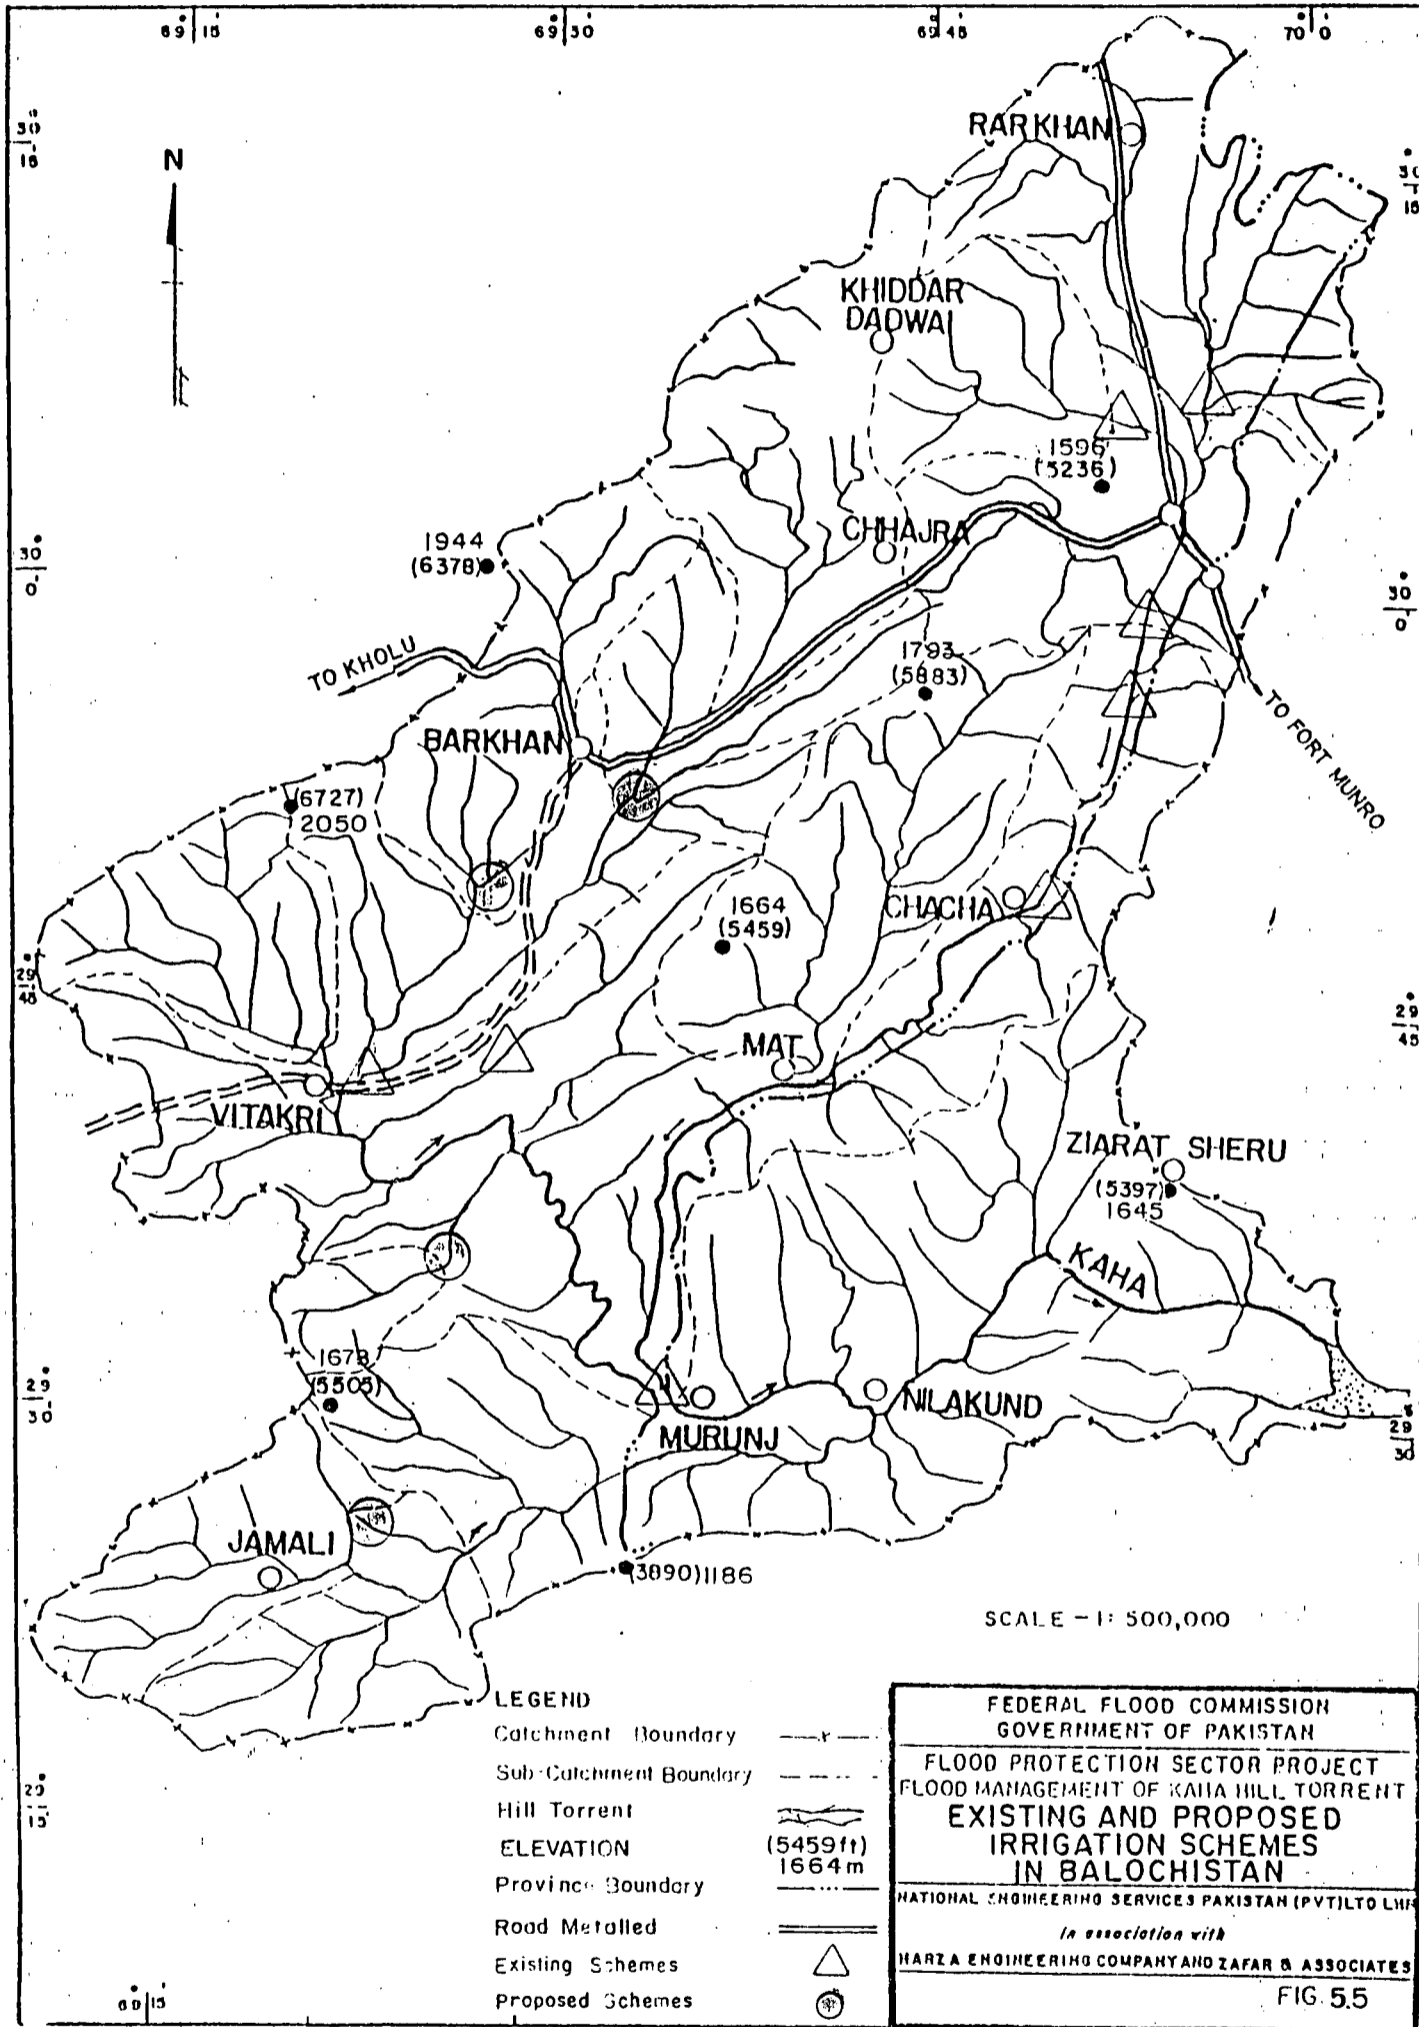 69° 15'
69° 30'
69° 45'
70° 0'
30° 15'
30° 15'
N
RARKHAN
KHIDDAR
DADWAL
1596
(5236)
CHHAJRA
1944
(6378)
30° 0'
30° 0'
TO KHOLU
1793
(5883)
TO FORT MUNRO
BARKHAN
(6727)
2050
1664
(5459)
CHACHA
29° 45'
29° 45'
MAT
VITAKRI
ZIARAT SHERU
(5397)
1645
KAHA
1678
(5505)
29° 30'
29° 30'
NILAKUND
MURUNJ
JAMALI
(3890)1186
SCALE - 1: 500,000
LEGEND
Catchment Boundary
Sub-Catchment Boundary
Hill Torrent
ELEVATION (5459ft)
1664m
Province Boundary
Road Metalled
Existing Schemes
Proposed Schemes
29° 15'
69° 15'
FEDERAL FLOOD COMMISSION
GOVERNMENT OF PAKISTAN
FLOOD PROTECTION SECTOR PROJECT
FLOOD MANAGEMENT OF KAHA HILL TORRENT
EXISTING AND PROPOSED
IRRIGATION SCHEMES
IN BALOCHISTAN
NATIONAL ENGINEERING SERVICES PAKISTAN (PVT)LTD LHR
In association with
HARZA ENGINEERING COMPANY AND ZAFAR & ASSOCIATES
FIG. 5.5